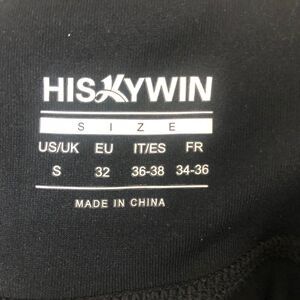 HISKYWIN
SIZE
US/UK EU IT/ES FR
S 32 36-38 34-36
MADE IN CHINA